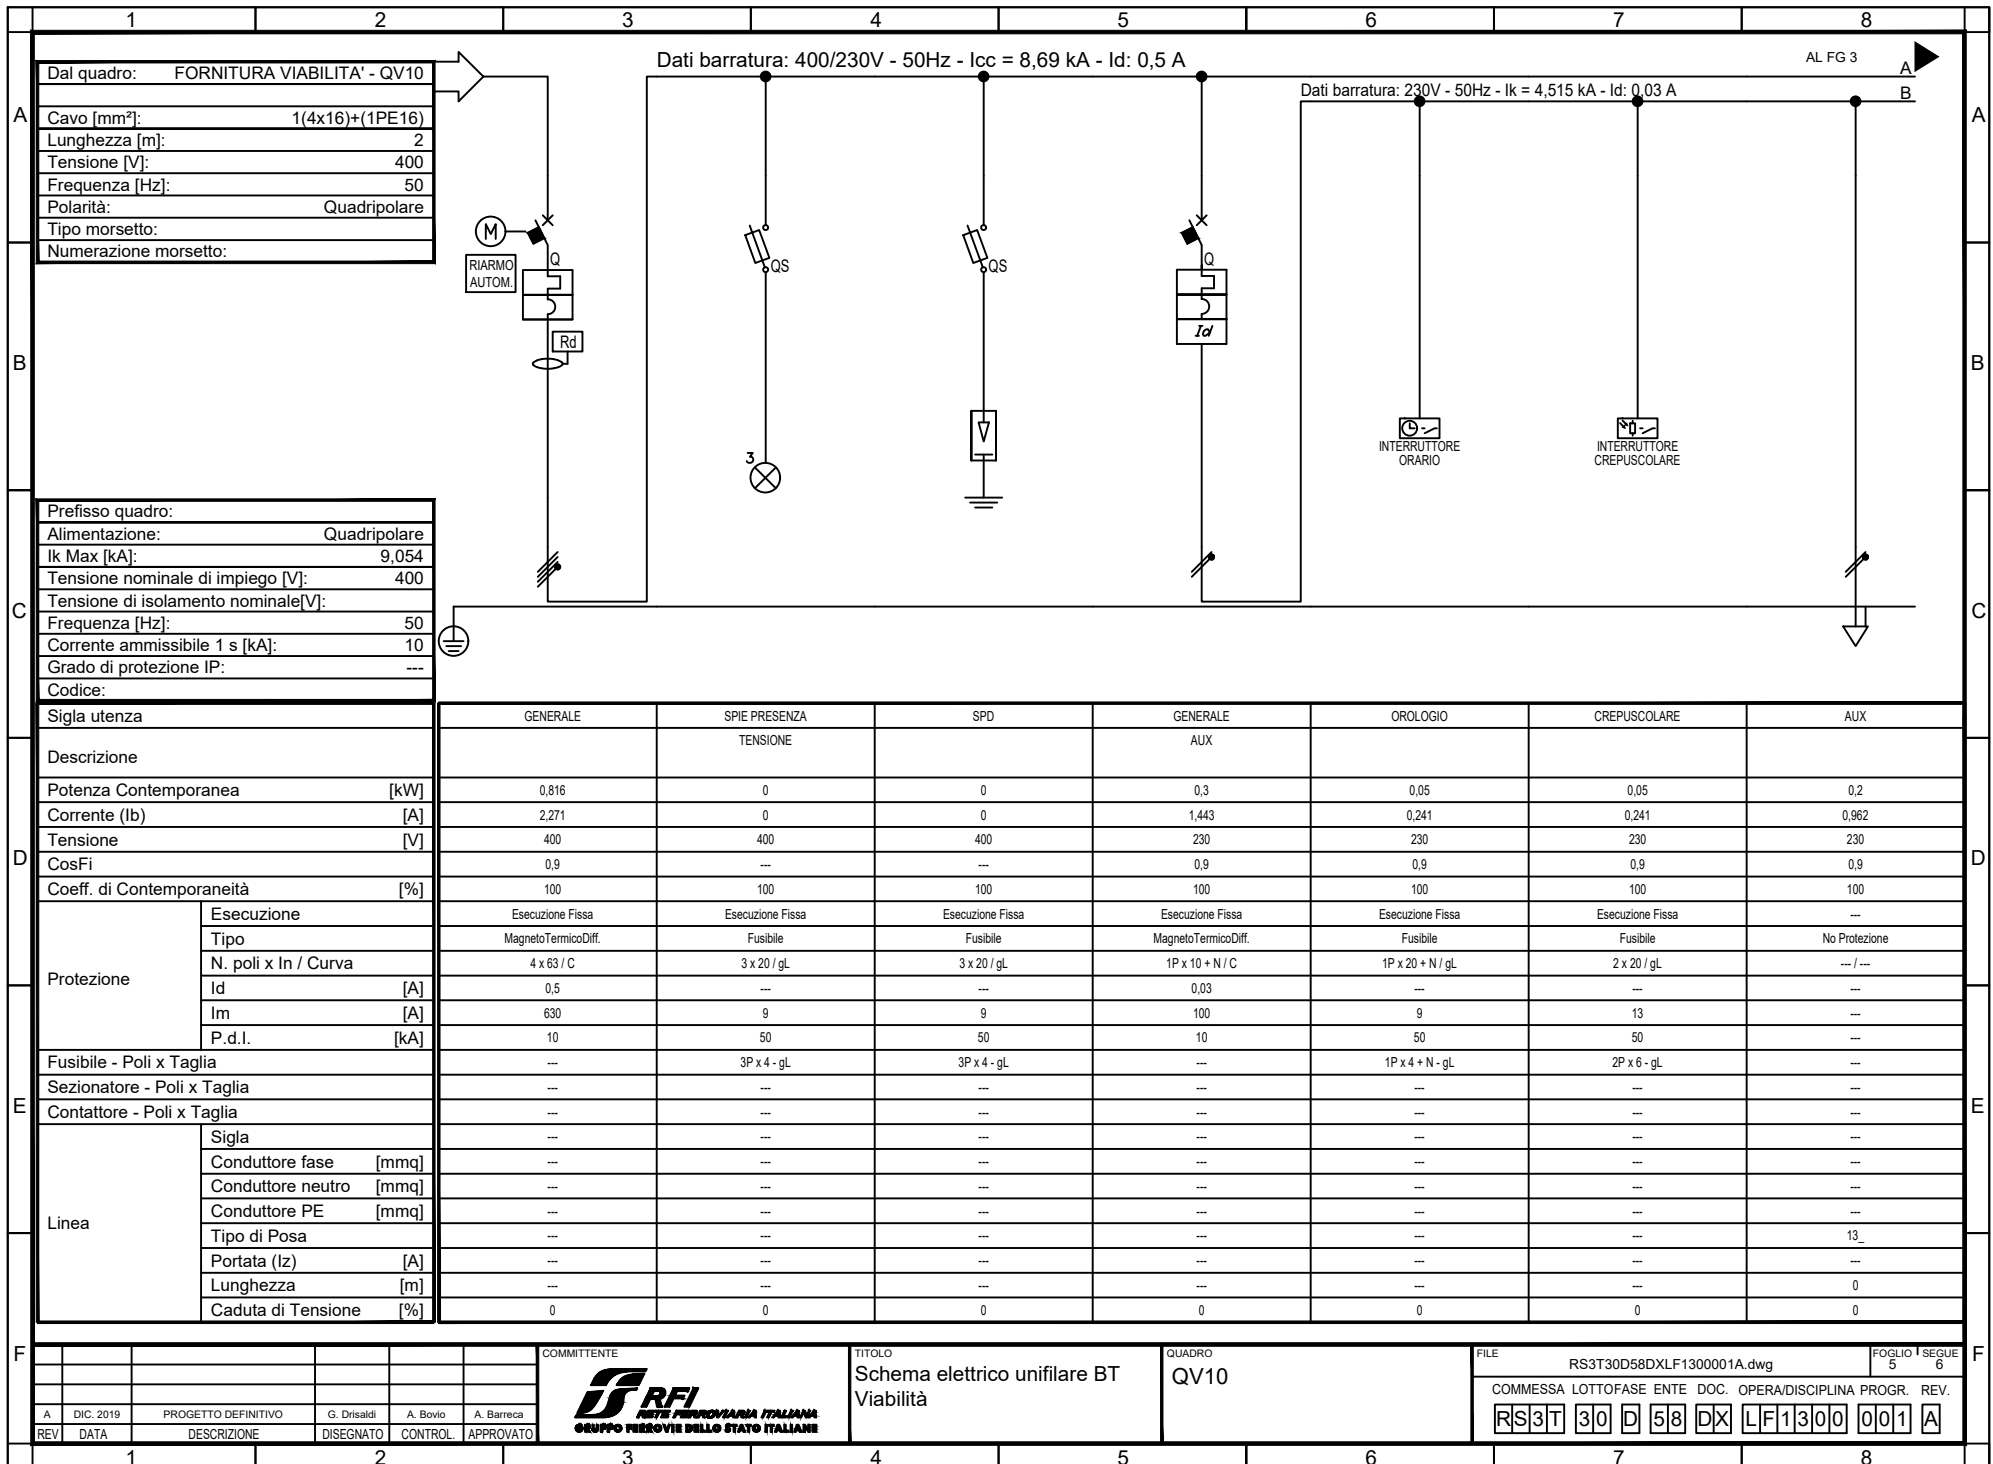 1 2 3 4 5 6 7 8
Dati barratura: 400/230V - 50Hz - Icc = 8,69 kA - Id: 0,5 A
AL FG 3
A
Dati barratura: 230V - 50Hz - Ik = 4,515 kA - Id: 0,03 A
B
Dal quadro: FORNITURA VIABILITA' - QV10
Cavo [mm²]: 1(4x16)+(1PE16)
Lunghezza [m]: 2
Tensione [V]: 400
Frequenza [Hz]: 50
Polarità: Quadripolare
Tipo morsetto:
Numerazione morsetto:
A A
M
RIARMO
AUTOM.
Q
Rd
QS
QS
Q
Id
3
INTERRUTTORE
ORARIO
INTERRUTTORE
CREPUSCOLARE
B B
Prefisso quadro:
Alimentazione: Quadripolare
Ik Max [kA]: 9,054
Tensione nominale di impiego [V]: 400
Tensione di isolamento nominale[V]:
Frequenza [Hz]: 50
Corrente ammissibile 1 s [kA]: 10
Grado di protezione IP: ---
Codice:
C C
Sigla utenza GENERALE SPIE PRESENZA SPD GENERALE OROLOGIO CREPUSCOLARE AUX
Descrizione TENSIONE AUX
Potenza Contemporanea [kW] 0,816 0 0 0,3 0,05 0,05 0,2
Corrente (Ib) [A] 2,271 0 0 1,443 0,241 0,241 0,962
Tensione [V] 400 400 400 230 230 230 230
CosFi 0,9 --- --- 0,9 0,9 0,9 0,9
Coeff. di Contemporaneità [%] 100 100 100 100 100 100 100
D D
Protezione
Esecuzione Esecuzione Fissa Esecuzione Fissa Esecuzione Fissa Esecuzione Fissa Esecuzione Fissa Esecuzione Fissa ---
Tipo MagnetoTermicoDiff. Fusibile Fusibile MagnetoTermicoDiff. Fusibile Fusibile No Protezione
N. poli x In / Curva 4 x 63 / C 3 x 20 / gL 3 x 20 / gL 1P x 10 + N / C 1P x 20 + N / gL 2 x 20 / gL --- / ---
Id [A] 0,5 --- --- 0,03 --- --- ---
Im [A] 630 9 9 100 9 13 ---
P.d.I. [kA] 10 50 50 10 50 50 ---
Fusibile - Poli x Taglia --- 3P x 4 - gL 3P x 4 - gL --- 1P x 4 + N - gL 2P x 6 - gL ---
Sezionatore - Poli x Taglia --- --- --- --- --- --- ---
Contattore - Poli x Taglia --- --- --- --- --- --- ---
E E
Linea
Sigla --- --- --- --- --- --- ---
Conduttore fase [mmq] --- --- --- --- --- --- ---
Conduttore neutro [mmq] --- --- --- --- --- --- ---
Conduttore PE [mmq] --- --- --- --- --- --- ---
Tipo di Posa --- --- --- --- --- --- 13_
Portata (Iz) [A] --- --- --- --- --- --- ---
Lunghezza [m] --- --- --- --- --- --- 0
Caduta di Tensione [%] 0 0 0 0 0 0 0
F F
A DIC. 2019 PROGETTO DEFINITIVO G. Drisaldi A. Bovio A. Barreca
REV DATA DESCRIZIONE DISEGNATO CONTROL. APPROVATO
COMMITTENTE
RFI
RETE FERROVIARIA ITALIANA
GRUPPO FERROVIE DELLO STATO ITALIANE
TITOLO
Schema elettrico unifilare BT
Viabilità
QUADRO
QV10
FILE
RS3T30D58DXLF1300001A.dwg
FOGLIO SEGUE
5 6
COMMESSA LOTTO FASE ENTE DOC. OPERA/DISCIPLINA PROGR. REV.
RS3T 30 D 58 DX LF1300 001 A
1 2 3 4 5 6 7 8